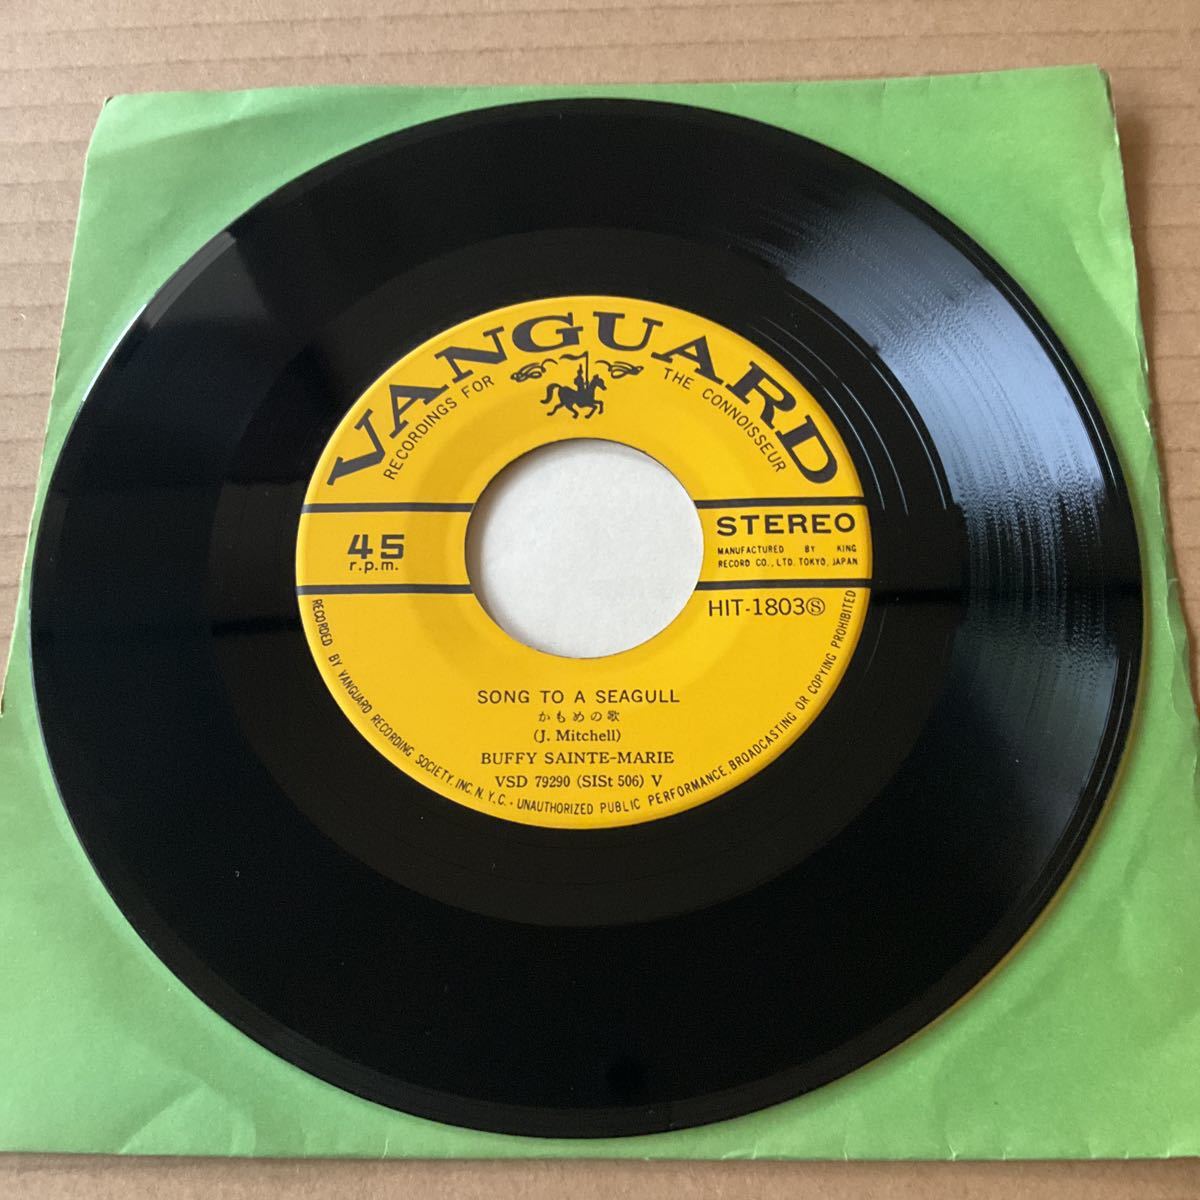 VANGUARD
RECORDINGS FOR THE CONNOISSEUR
45
r.p.m.
STEREO
MANUFACTURED BY KING
RECORD CO., LTD. TOKYO, JAPAN
HIT-1803Ⓢ
SONG TO A SEAGULL
かもめの歌
(J. Mitchell)
BUFFY SAINTE-MARIE
VSD 79290 (SISt 506) V
RECORDED BY VANGUARD RECORDING SOCIETY, INC. N.Y.C. · UNAUTHORIZED PUBLIC PERFORMANCE, BROADCASTING OR COPYING PROHIBITED